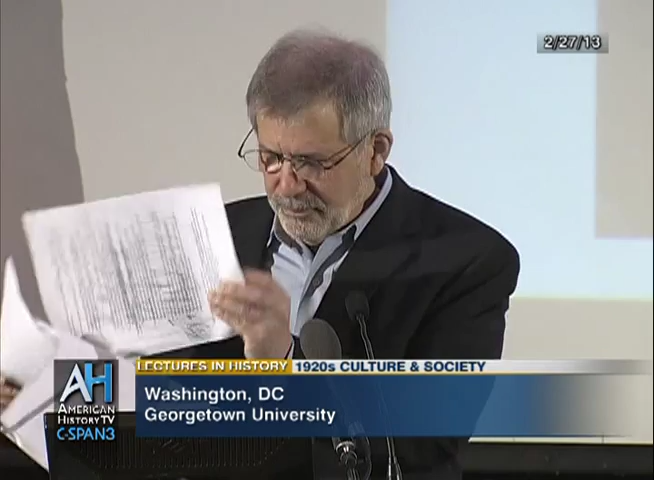 2/27/13
LECTURES IN HISTORY 1920s CULTURE & SOCIETY
AH
AMERICAN
HISTORY TV
C-SPAN3
Washington, DC
Georgetown University